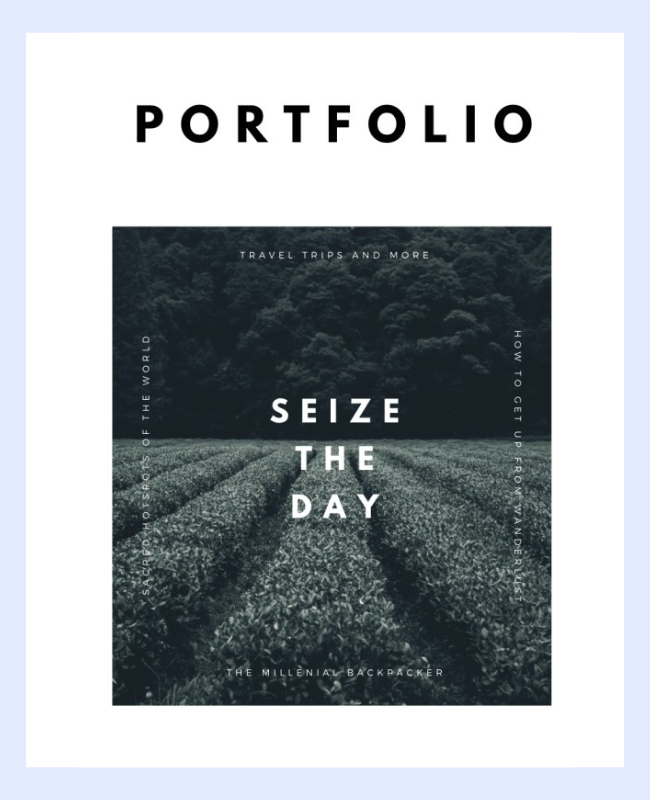 PORTFOLIO
TRAVEL TRIPS AND MORE
SACRED HOTSPOTS OF THE WORLD
SEIZE
THE
DAY
HOW TO GET UP FROM WANDERLUST
THE MILLENIAL BACKPACKER